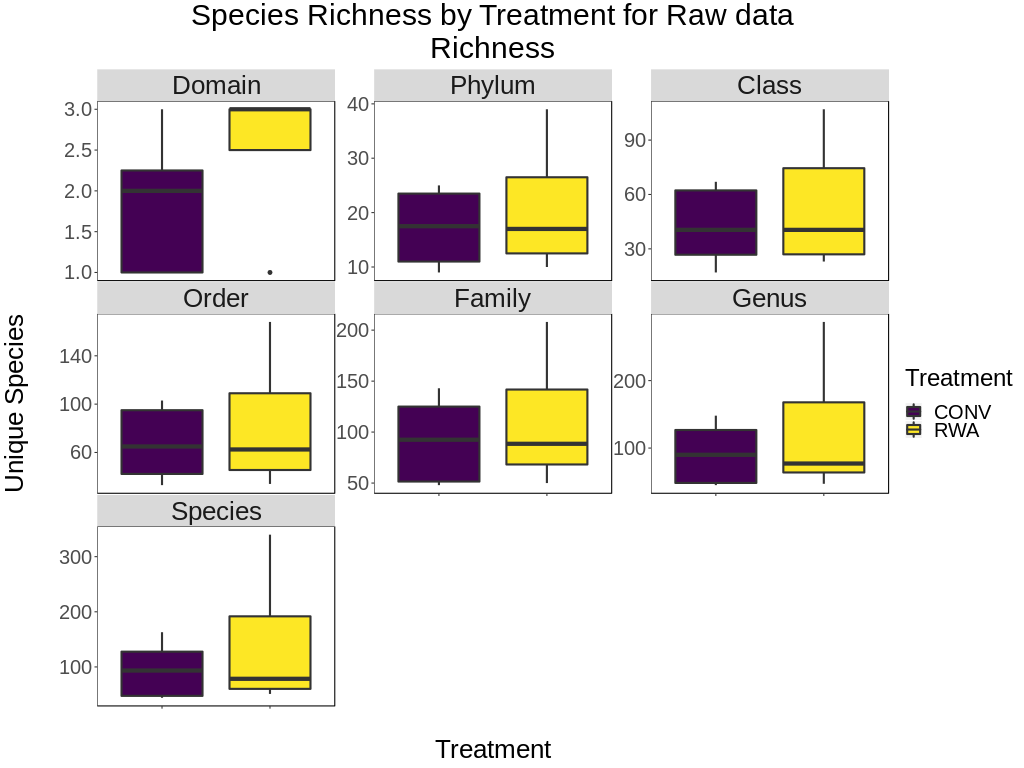 Species Richness by Treatment for Raw data
Richness
Domain
Phylum
Class
3.0
2.5
2.0
1.5
1.0
40
30
20
10
90
60
30
Order
Family
Genus
140
100
60
200
150
100
50
200
100
Species
300
200
100
Unique Species
Treatment
Treatment
CONV
RWA